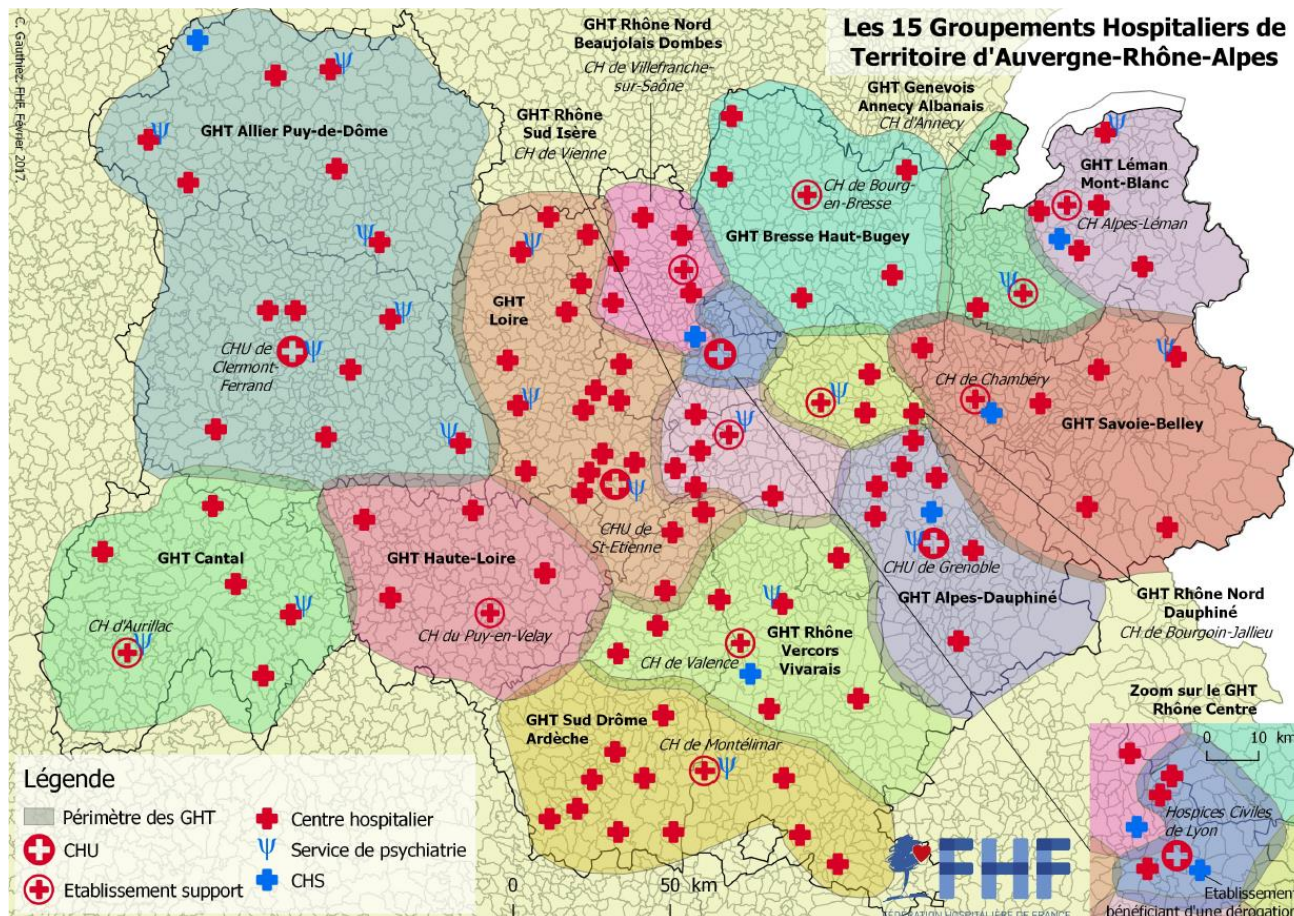 Les 15 Groupements Hospitaliers de
Territoire d'Auvergne-Rhône-Alpes
C. Gauthiez, FHF, Février 2017.
GHT Rhône Nord
Beaujolais Dombes
CH de Villefranche-
sur-Saône
GHT Rhône
Sud Isère
CH de Vienne
GHT Genevois
Annecy Albanais
CH d'Annecy
GHT Allier Puy-de-Dôme
GHT Léman
Mont-Blanc
CH Alpes-Léman
CH de Bourg-
en-Bresse
GHT Bresse Haut-Bugey
GHT
Loire
CHU de
Clermont-
Ferrand
CH de Chambéry
GHT Savoie-Belley
CHU de
St-Etienne
GHT Cantal
GHT Haute-Loire
CHU de Grenoble
GHT Alpes-Dauphiné
CH d'Aurillac
CH du Puy-en-Velay
GHT Rhône
Vercors
Vivarais
CH de Valence
GHT Rhône Nord
Dauphiné
CH de Bourgoin-Jallieu
GHT Sud Drôme
Ardèche
CH de Montélimar
Zoom sur le GHT
Rhône Centre
0 10 km
Hospices Civiles
de Lyon
Etablissement
bénéficiant d'une dérogation
Légende
Périmètre des GHT
CHU
Etablissement support
Centre hospitalier
Service de psychiatrie
CHS
0 50 km
FHF
FÉDÉRATION HOSPITALIÈRE DE FRANCE